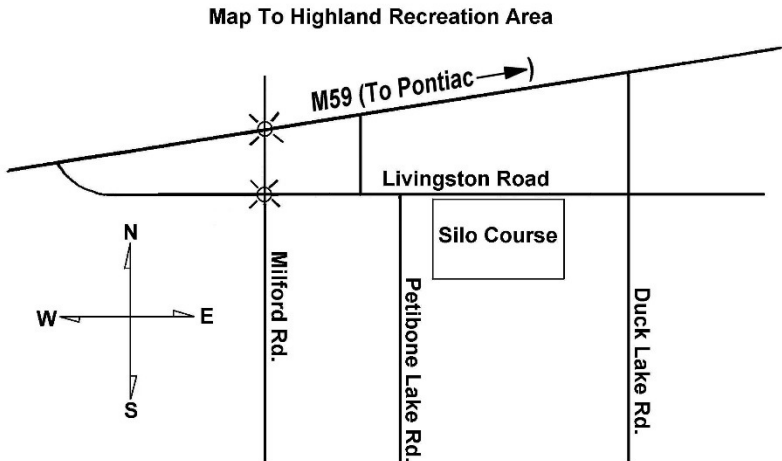 Map To Highland Recreation Area
M59 (To Pontiac )
Livingston Road
Silo Course
N
W
E
S
Milford Rd.
Petibone Lake Rd.
Duck Lake Rd.